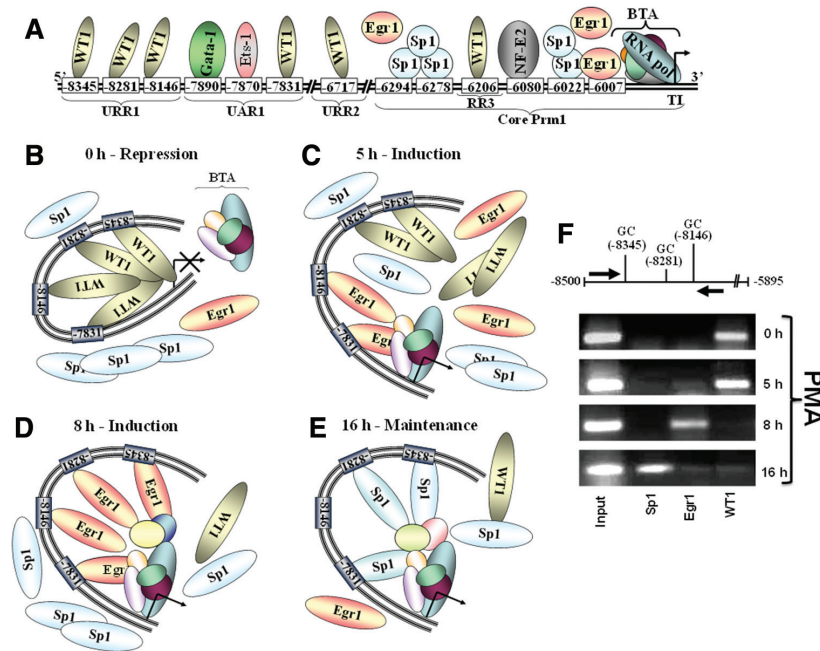 A
WT1 WT1 WT1 Gata-1 Ets-1 WT1 WT1 Egr1 Sp1 Sp1 Sp1 WT1 NF-E2 Sp1 Sp1 Egr1 Egr1 BTA RNA pol
5' -8345 -8281 -8146 -7890 -7870 -7831 -6717 -6294 -6278 -6206 -6080 -6022 -6007 3'
URR1 UAR1 URR2 RR3 TI
Core Prm1
B 0 h - Repression
BTA
Sp1
-8281 -8345
WT1
WT1
WT1
WT1
-8146
-7831
Egr1
Sp1
Sp1
Sp1
C 5 h - Induction
Egr1
-8281 -8345
WT1
WT1
WT1
Sp1
-8146
Egr1
Egr1
Egr1
-7831
Sp1
Sp1
D 8 h - Induction
-8281 -8345
Egr1
Egr1
-8146
Egr1
WT1
Sp1
-7831
Egr1
Sp1
Sp1
Sp1
E 16 h - Maintenance
-8281 -8345
WT1
Sp1
Sp1
-8146
Sp1
-7831
Sp1
Egr1
F
GC (-8345)
GC (-8281)
GC (-8146)
-8500 -5895
0 h
5 h
8 h
16 h
PMA
Input Sp1 Egr1 WT1